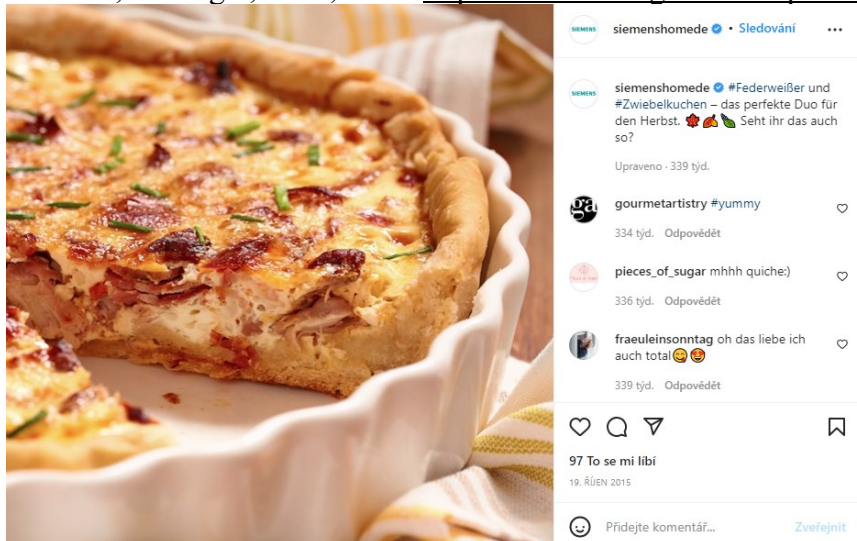 siemenshomede • Sledování
siemenshomede #Federweißer und
#Zwiebelkuchen – das perfekte Duo für
den Herbst. 🍁🍂🌿 Seht ihr das auch
so?
Upraveno · 339 týd.
gourmetartistry #yummy
334 týd. Odpovědět
pieces_of_sugar mhhh quiche:)
336 týd. Odpovědět
fraeuleinsonntag oh das liebe ich
auch total😋🤩
339 týd. Odpovědět
97 To se mi líbí
19. ŘÍJEN 2015
Přidejte komentář... Zveřejnit